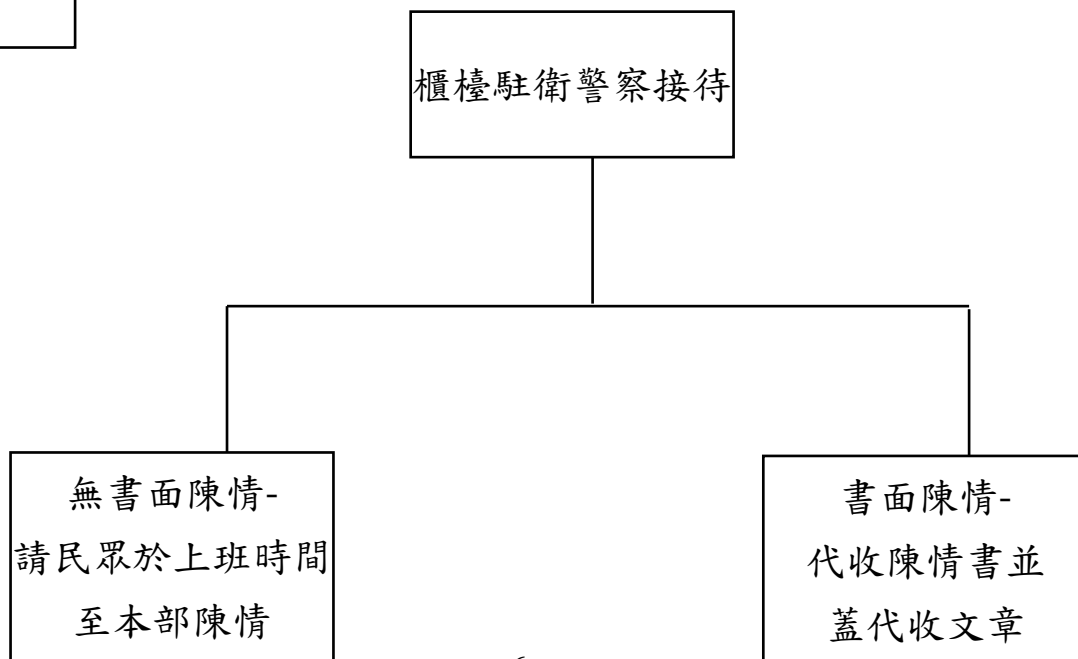 櫃檯駐衛警察接待
無書面陳情-
請民眾於上班時間
至本部陳情
書面陳情-
代收陳情書並
蓋代收文章